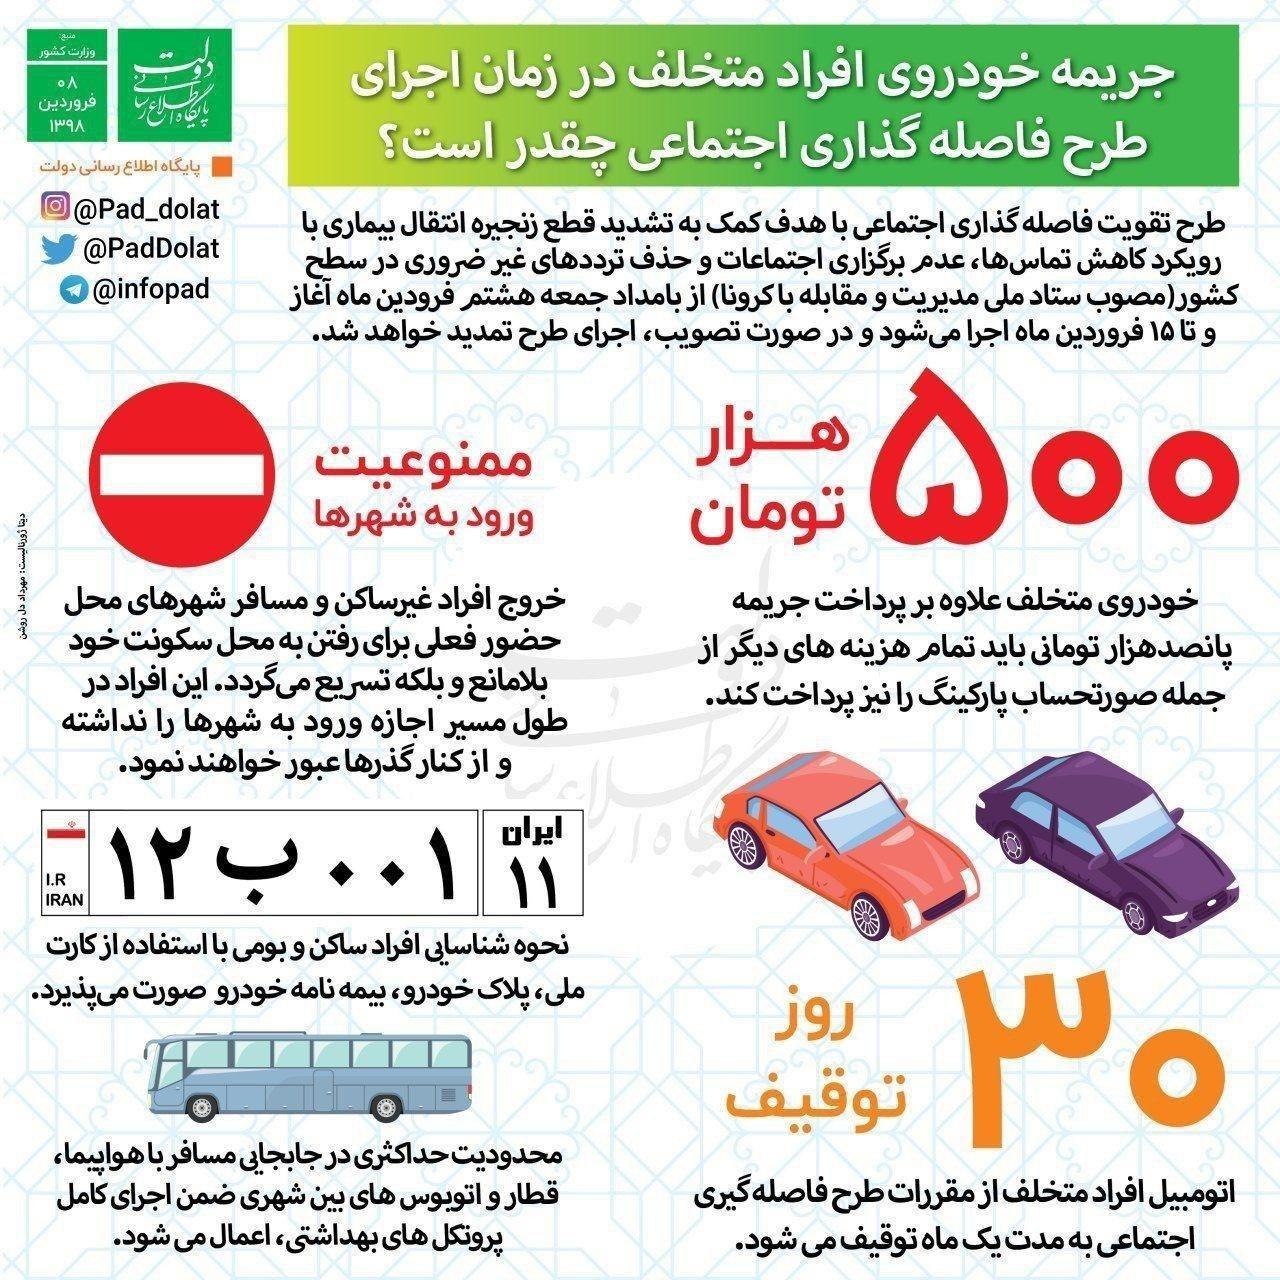 جریمه خودروی افراد متخلف در زمان اجرای
طرح فاصله گذاری اجتماعی چقدر است؟
دولت
پایگاه اطلاع رسانی
منبع:
وزارت کشور
۰۸
فروردین
۱۳۹۸
پایگاه اطلاع رسانی دولت
@Pad_dolat
@PadDolat
@infopad
طرح تقویت فاصله گذاری اجتماعی با هدف کمک به تشدید قطع زنجیره انتقال بیماری با
رویکرد کاهش تماس‌ها، عدم برگزاری اجتماعات و حذف ترددهای غیر ضروری در سطح
کشور(مصوب ستاد ملی مدیریت و مقابله با کرونا) از بامداد جمعه هشتم فرودین ماه آغاز
و تا ۱۵ فروردین ماه اجرا می‌شود و در صورت تصویب، اجرای طرح تمدید خواهد شد.
۵۰۰ هزار
تومان
خودروی متخلف علاوه بر پرداخت جریمه
پانصدهزار تومانی باید تمام هزینه های دیگر از
جمله صورتحساب پارکینگ را نیز پرداخت کند.
۳۰ روز
توقیف
اتومبیل افراد متخلف از مقررات طرح فاصله گیری
اجتماعی به مدت یک ماه توقیف می شود.
ممنوعیت
ورود به شهرها
خروج افراد غیرساکن و مسافر شهرهای محل
حضور فعلی برای رفتن به محل سکونت خود
بلامانع و بلکه تسریع می‌گردد. این افراد در
طول مسیر اجازه ورود به شهرها را نداشته
و از کنار گذرها عبور خواهند نمود.
I.R
IRAN
۱۲ ب ۰۰۱
ایران
۱۱
نحوه شناسایی افراد ساکن و بومی با استفاده از کارت
ملی، پلاک خودرو، بیمه نامه خودرو صورت می‌پذیرد.
محدودیت حداکثری در جابجایی مسافر با هواپیما،
قطار و اتوبوس های بین شهری ضمن اجرای کامل
پروتکل های بهداشتی، اعمال می شود.
دیتا ژورنالیست: مهرداد دل روشن